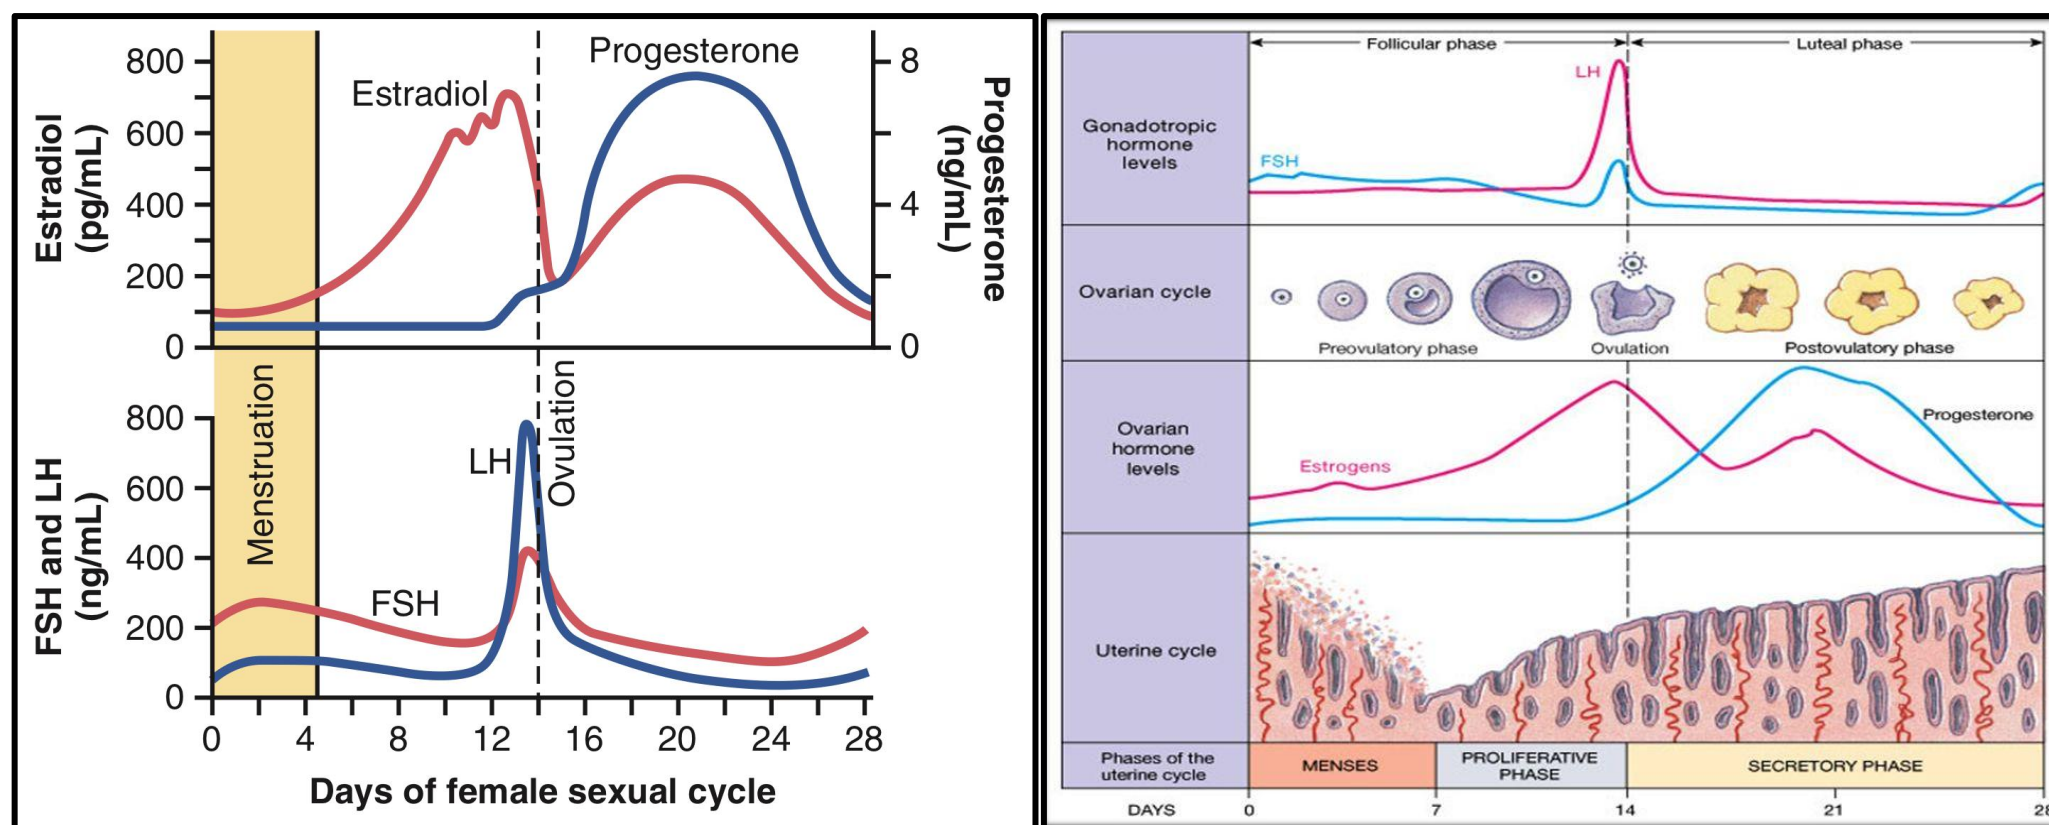 800
600
400
200
0
Estradiol
(pg/mL)
Estradiol
Progesterone
8
4
0
Progesterone
(ng/mL)
Menstruation
Ovulation
800
600
400
200
0
FSH and LH
(ng/mL)
LH
FSH
0 4 8 12 16 20 24 28
Days of female sexual cycle
Follicular phase
Luteal phase
Gonadotropic
hormone
levels
LH
FSH
Ovarian cycle
Preovulatory phase
Ovulation
Postovulatory phase
Ovarian
hormone
levels
Estrogens
Progesterone
Uterine cycle
Phases of the
uterine cycle
MENSES
PROLIFERATIVE
PHASE
SECRETORY PHASE
DAYS 0 7 14 21 28